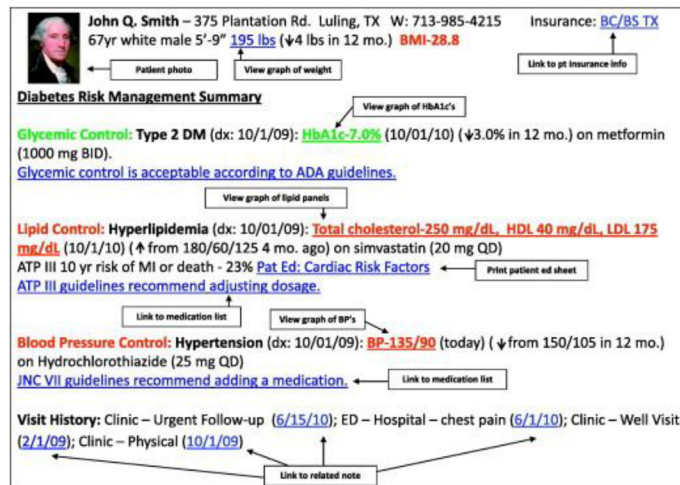 John Q. Smith – 375 Plantation Rd. Luling, TX W: 713-985-4215
Insurance: BC/BS TX
67yr white male 5'-9" 195 lbs (↓4 lbs in 12 mo.) BMI-28.8
Patient photo
View graph of weight
Link to pt insurance info
Diabetes Risk Management Summary
View graph of HbA1c's
Glycemic Control: Type 2 DM (dx: 10/1/09): HbA1c-7.0% (10/01/10) (↓3.0% in 12 mo.) on metformin
(1000 mg BID).
Glycemic control is acceptable according to ADA guidelines.
View graph of lipid panels
Lipid Control: Hyperlipidemia (dx: 10/01/09): Total cholesterol-250 mg/dL, HDL 40 mg/dL, LDL 175
mg/dL (10/1/10) (↑ from 180/60/125 4 mo. ago) on simvastatin (20 mg QD)
ATP III 10 yr risk of MI or death - 23% Pat Ed: Cardiac Risk Factors
Print patient ed sheet
ATP III guidelines recommend adjusting dosage.
Link to medication list
View graph of BP's
Blood Pressure Control: Hypertension (dx: 10/01/09): BP-135/90 (today) (↓from 150/105 in 12 mo.)
on Hydrochlorothiazide (25 mg QD)
JNC VII guidelines recommend adding a medication.
Link to medication list
Visit History: Clinic – Urgent Follow-up (6/15/10); ED – Hospital – chest pain (6/1/10); Clinic – Well Visit
(2/1/09); Clinic – Physical (10/1/09)
Link to related note